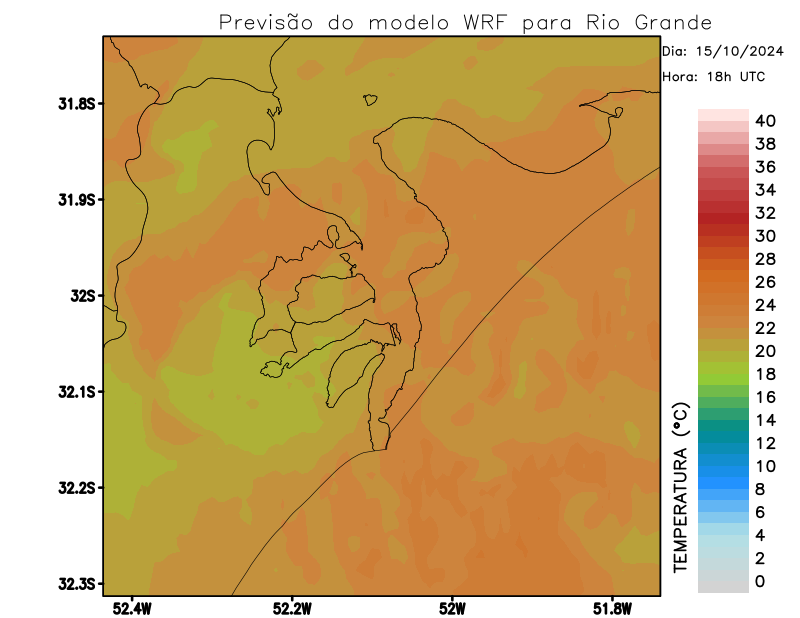 Previsão do modelo WRF para Rio Grande
Dia: 15/10/2024
Hora: 18h UTC
31.8S
31.9S
32S
32.1S
32.2S
32.3S
52.4W
52.2W
52W
51.8W
40
38
36
34
32
30
28
26
24
22
20
18
16
14
12
10
8
6
4
2
0
TEMPERATURA (°C)